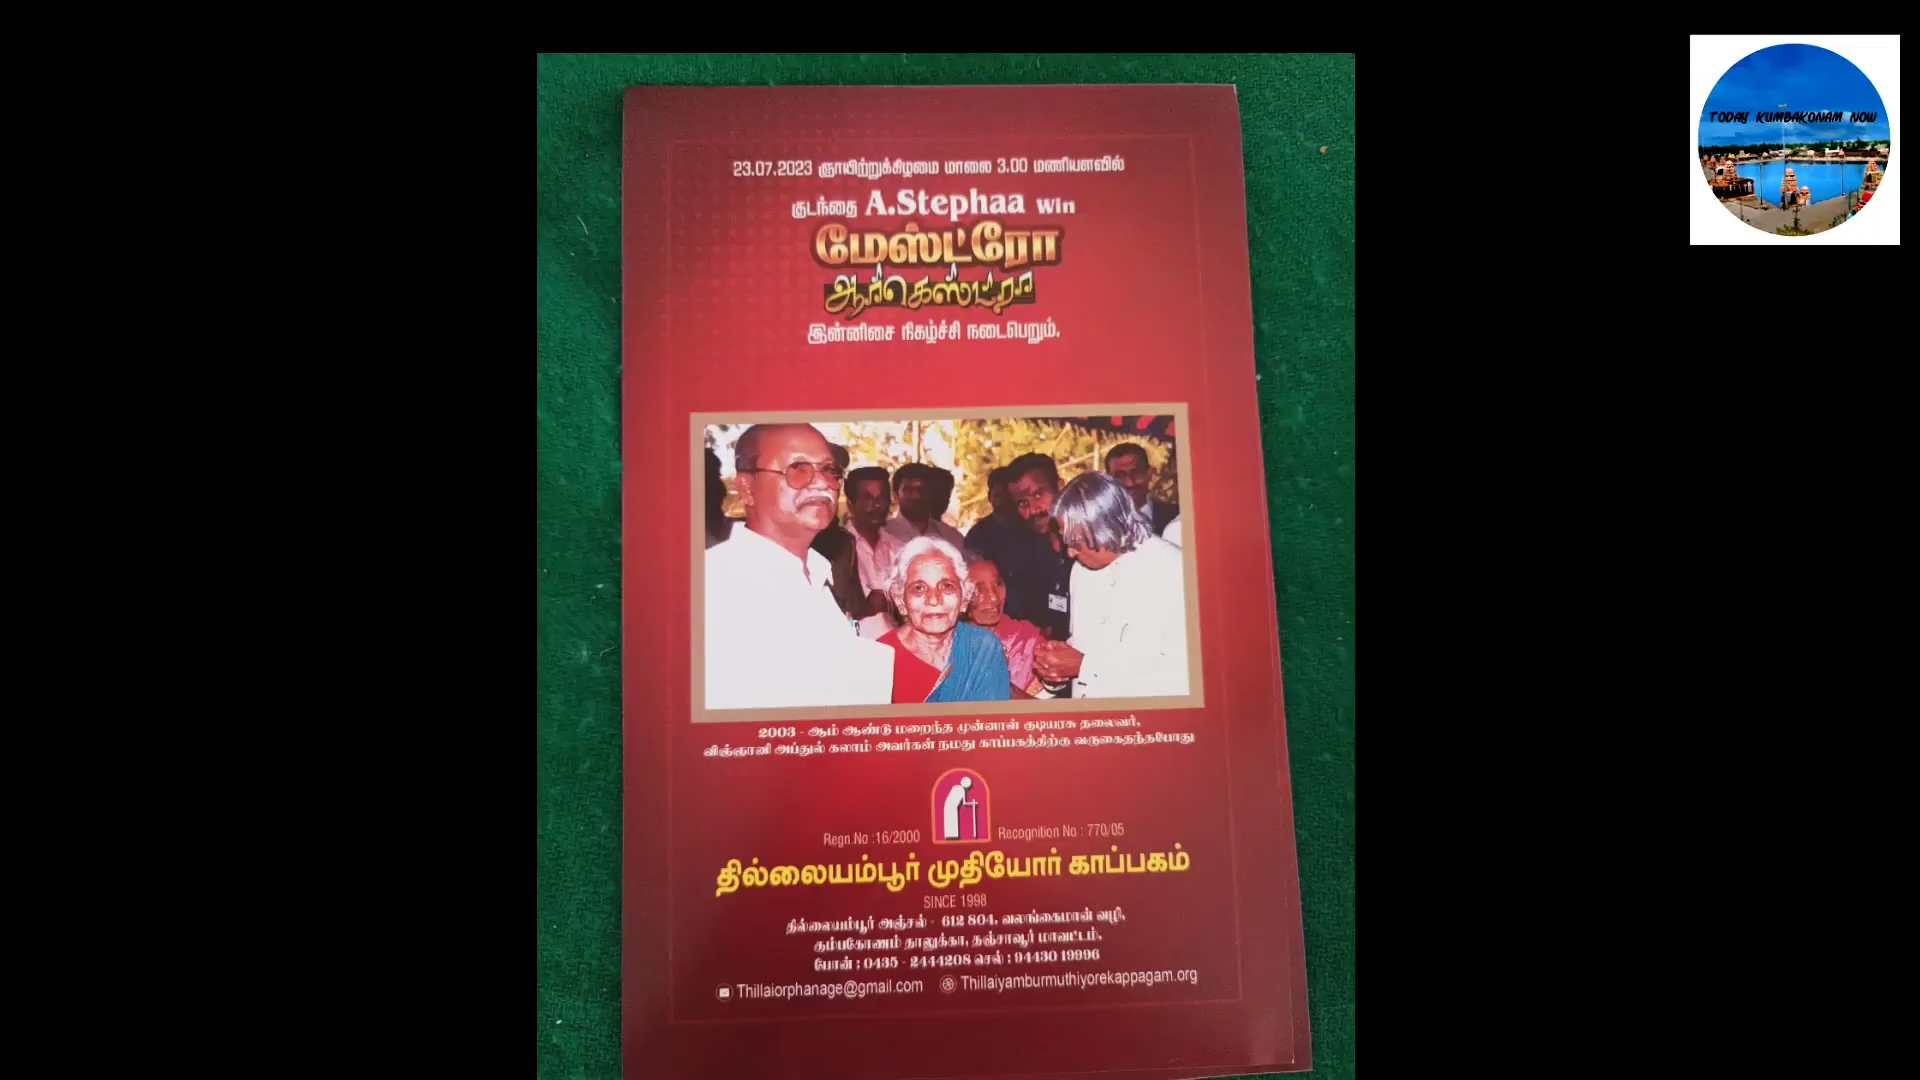 23.07.2023 ஞாயிற்றுக்கிழமை மாலை 3.00 மணியளவில்
குடந்தை A.Stephaa win
மேஸ்ட்ரோ
ஆர்கெஸ்ட்ரா
இன்னிசை நிகழ்ச்சி நடைபெறும்.
2003 - ஆம் ஆண்டு மறைந்த முன்னாள் குடியரசு தலைவர்,
விஞ்ஞானி அப்துல் கலாம் அவர்கள் நமது காப்பகத்திற்கு வருகைதந்தபோது
Regn.No :16/2000 Recognition No : 770/05
தில்லையம்பூர் முதியோர் காப்பகம்
SINCE 1998
தில்லையம்பூர் அஞ்சல் - 612 804, வலங்கைமான் வழி,
கும்பகோணம் தாலுக்கா, தஞ்சாவூர் மாவட்டம்,
போன் : 0435 - 2444208 செல் : 94430 19996
Thillaiorphanage@gmail.com Thillaiyamburmuthiyorekappagam.org
TODAY KUMBAKONAM NOW